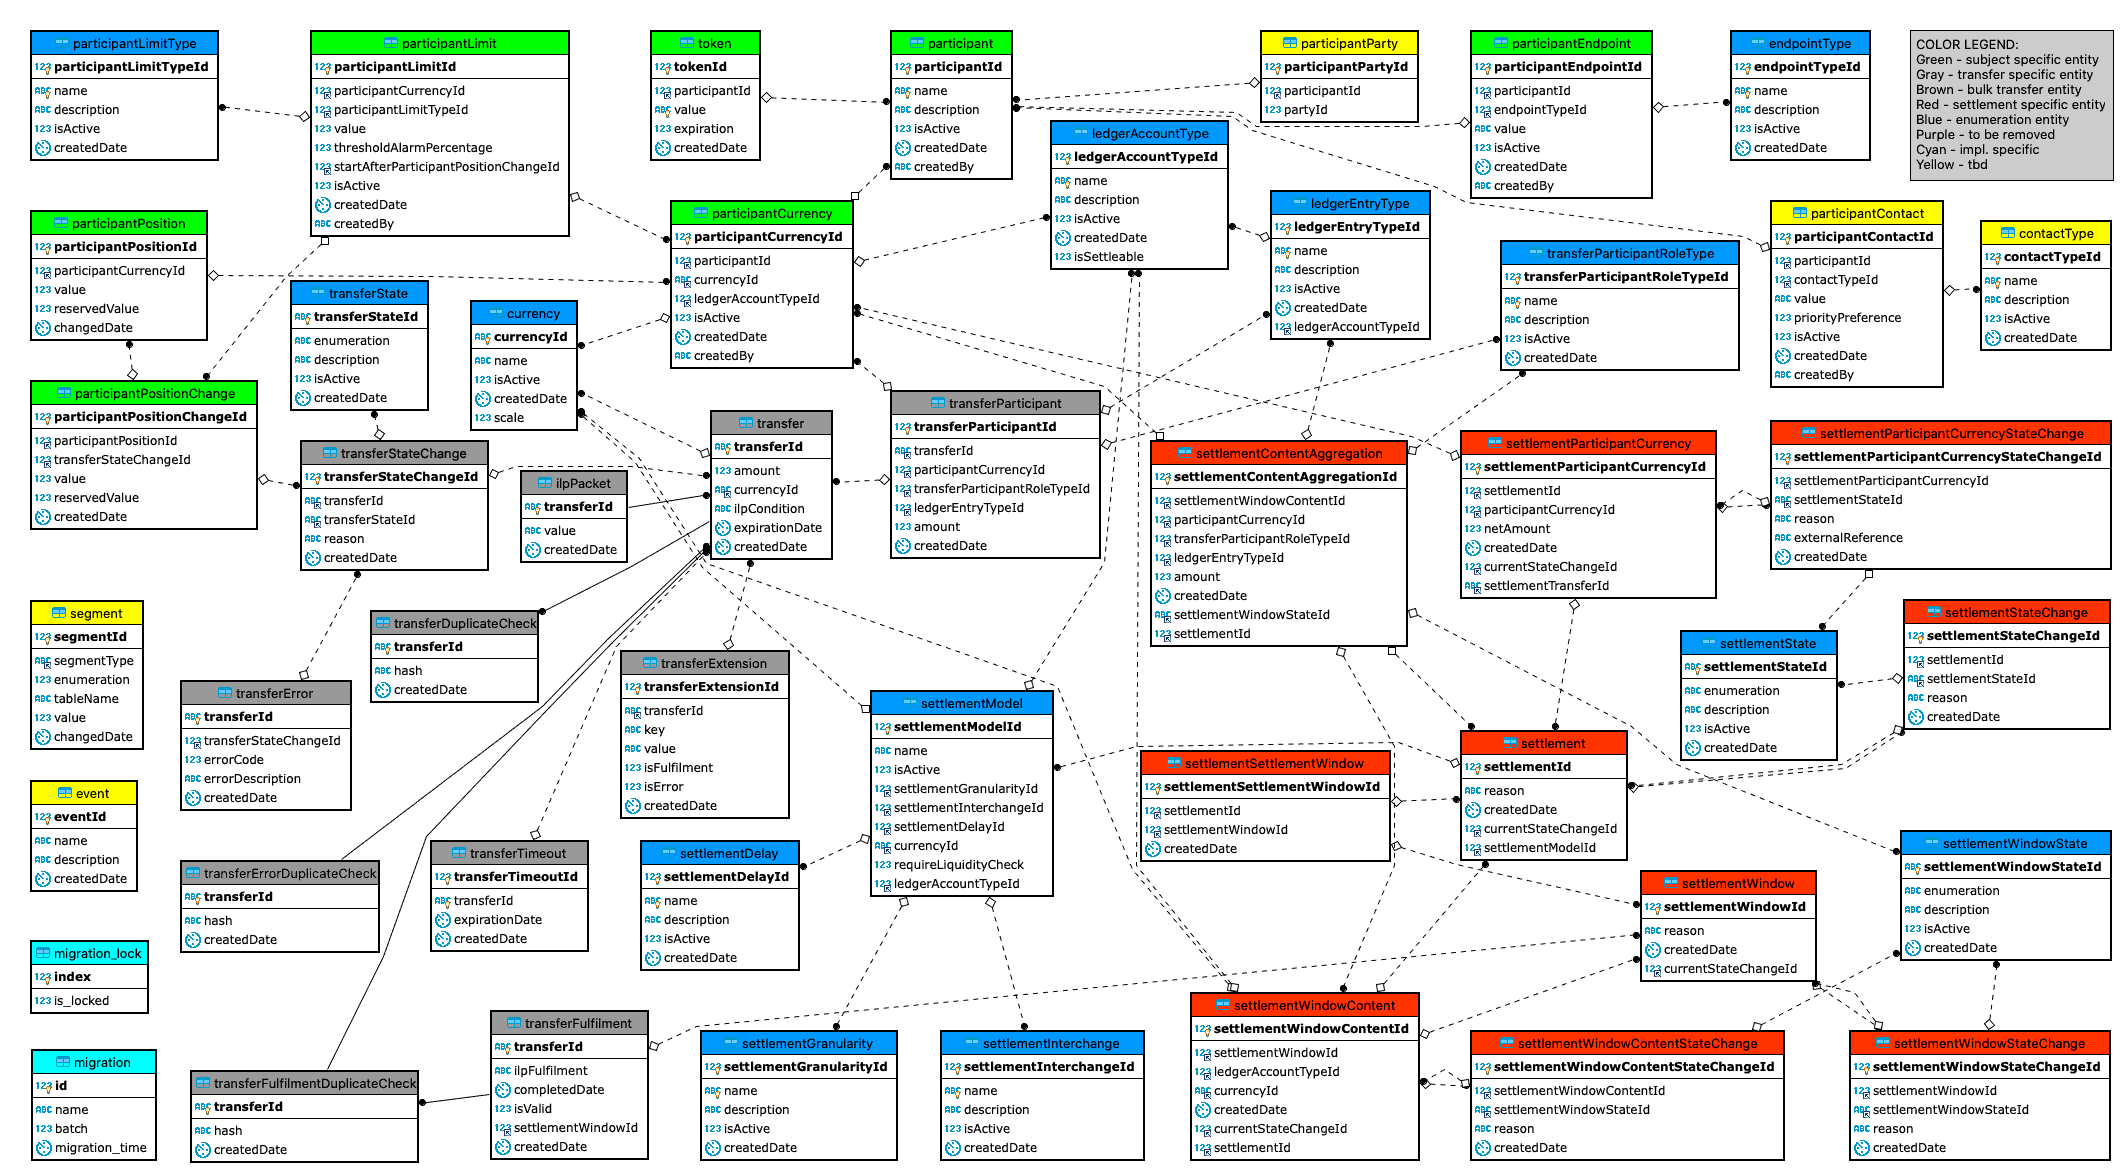 participantLimitType
participantLimitTypeId
name
description
isActive
createdDate
participantLimit
participantLimitId
participantCurrencyId
participantLimitTypeId
value
thresholdAlarmPercentage
startAfterParticipantPositionChangeId
isActive
createdDate
createdBy
token
tokenId
participantId
value
expiration
createdDate
participant
participantId
name
description
isActive
createdDate
createdBy
participantParty
participantPartyId
participantId
partyId
participantEndpoint
participantEndpointId
participantId
endpointTypeId
value
isActive
createdDate
createdBy
endpointType
endpointTypeId
name
description
isActive
createdDate
COLOR LEGEND:
Green - subject specific entity
Gray - transfer specific entity
Brown - bulk transfer entity
Red - settlement specific entity
Blue - enumeration entity
Purple - to be removed
Cyan - impl. specific
Yellow - tbd
ledgerAccountType
ledgerAccountTypeId
name
description
isActive
createdDate
isSettleable
participantPosition
participantPositionId
participantCurrencyId
value
reservedValue
changedDate
participantCurrency
participantCurrencyId
participantId
currencyId
ledgerAccountTypeId
isActive
createdDate
createdBy
ledgerEntryType
ledgerEntryTypeId
name
description
isActive
createdDate
ledgerAccountTypeId
participantContact
participantContactId
participantId
contactTypeId
value
priorityPreference
isActive
createdDate
createdBy
contactType
contactTypeId
name
description
isActive
createdDate
transferParticipantRoleType
transferParticipantRoleTypeId
name
description
isActive
createdDate
transferState
transferStateId
enumeration
description
isActive
createdDate
currency
currencyId
name
isActive
createdDate
scale
participantPositionChange
participantPositionChangeId
participantPositionId
transferStateChangeId
value
reservedValue
createdDate
transferStateChange
transferStateChangeId
transferId
transferStateId
reason
createdDate
ilpPacket
transferId
value
createdDate
transfer
transferId
amount
currencyId
ilpCondition
expirationDate
createdDate
transferParticipant
transferParticipantId
transferId
participantCurrencyId
transferParticipantRoleTypeId
ledgerEntryTypeId
amount
createdDate
settlementContentAggregation
settlementContentAggregationId
settlementWindowContentId
participantCurrencyId
transferParticipantRoleTypeId
ledgerEntryTypeId
amount
createdDate
settlementWindowStateId
settlementId
settlementParticipantCurrency
settlementParticipantCurrencyId
settlementId
participantCurrencyId
netAmount
createdDate
currentStateChangeId
settlementTransferId
settlementParticipantCurrencyStateChange
settlementParticipantCurrencyStateChangeId
settlementParticipantCurrencyId
settlementStateId
reason
externalReference
createdDate
segment
segmentId
segmentType
enumeration
tableName
value
changedDate
transferDuplicateCheck
transferId
hash
createdDate
transferError
transferId
transferStateChangeId
errorCode
errorDescription
createdDate
transferExtension
transferExtensionId
transferId
key
value
isFulfilment
isError
createdDate
settlementModel
settlementModelId
name
isActive
settlementGranularityId
settlementInterchangeId
settlementDelayId
currencyId
requireLiquidityCheck
ledgerAccountTypeId
settlementState
settlementStateId
enumeration
description
isActive
createdDate
settlementStateChange
settlementStateChangeId
settlementId
settlementStateId
reason
createdDate
settlement
settlementId
reason
createdDate
currentStateChangeId
settlementModelId
settlementSettlementWindow
settlementSettlementWindowId
settlementId
settlementWindowId
createdDate
event
eventId
name
description
createdDate
transferErrorDuplicateCheck
transferId
hash
createdDate
transferTimeout
transferTimeoutId
transferId
expirationDate
createdDate
settlementDelay
settlementDelayId
name
description
isActive
createdDate
settlementWindow
settlementWindowId
reason
createdDate
currentStateChangeId
settlementWindowState
settlementWindowStateId
enumeration
description
isActive
createdDate
migration_lock
index
is_locked
migration
id
name
batch
migration_time
transferFulfilmentDuplicateCheck
transferId
hash
createdDate
transferFulfilment
transferId
ilpFulfilment
completedDate
isValid
settlementWindowId
createdDate
settlementGranularity
settlementGranularityId
name
description
isActive
createdDate
settlementInterchange
settlementInterchangeId
name
description
isActive
createdDate
settlementWindowContent
settlementWindowContentId
settlementWindowId
ledgerAccountTypeId
currencyId
createdDate
currentStateChangeId
settlementId
settlementWindowContentStateChange
settlementWindowContentStateChangeId
settlementWindowContentId
settlementWindowStateId
reason
createdDate
settlementWindowStateChange
settlementWindowStateChangeId
settlementWindowId
settlementWindowStateId
reason
createdDate